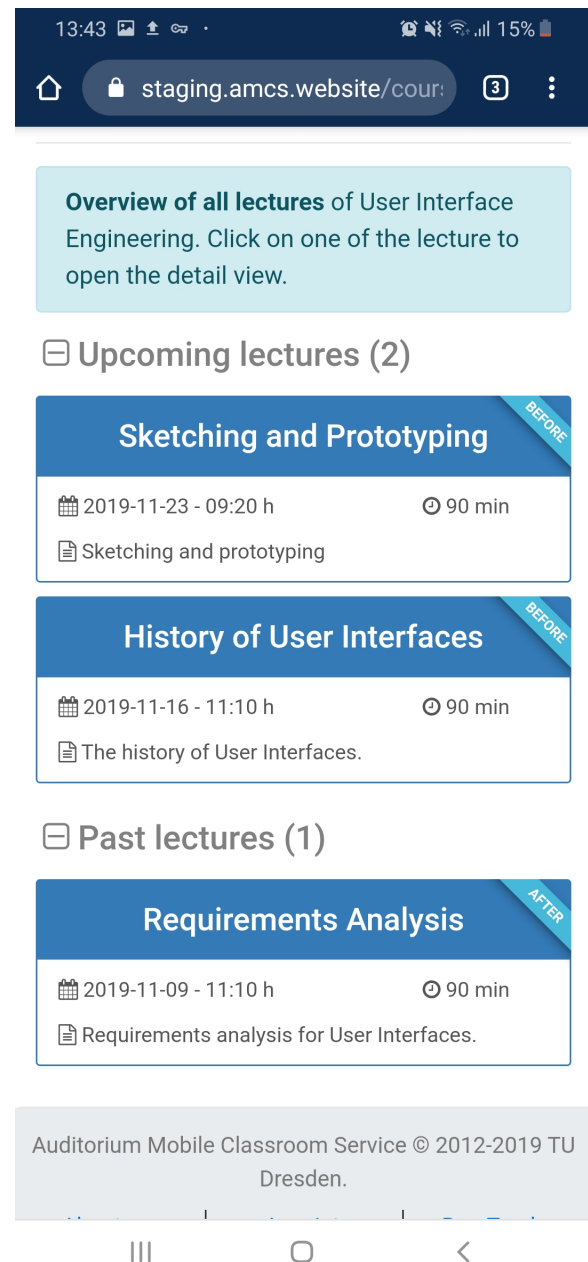 13:43 15%
staging.amcs.website/cour
3
Overview of all lectures of User Interface
Engineering. Click on one of the lecture to
open the detail view.
Upcoming lectures (2)
BEFORE
Sketching and Prototyping
2019-11-23 - 09:20 h 90 min
Sketching and prototyping
BEFORE
History of User Interfaces
2019-11-16 - 11:10 h 90 min
The history of User Interfaces.
Past lectures (1)
AFTER
Requirements Analysis
2019-11-09 - 11:10 h 90 min
Requirements analysis for User Interfaces.
Auditorium Mobile Classroom Service © 2012-2019 TU
Dresden.